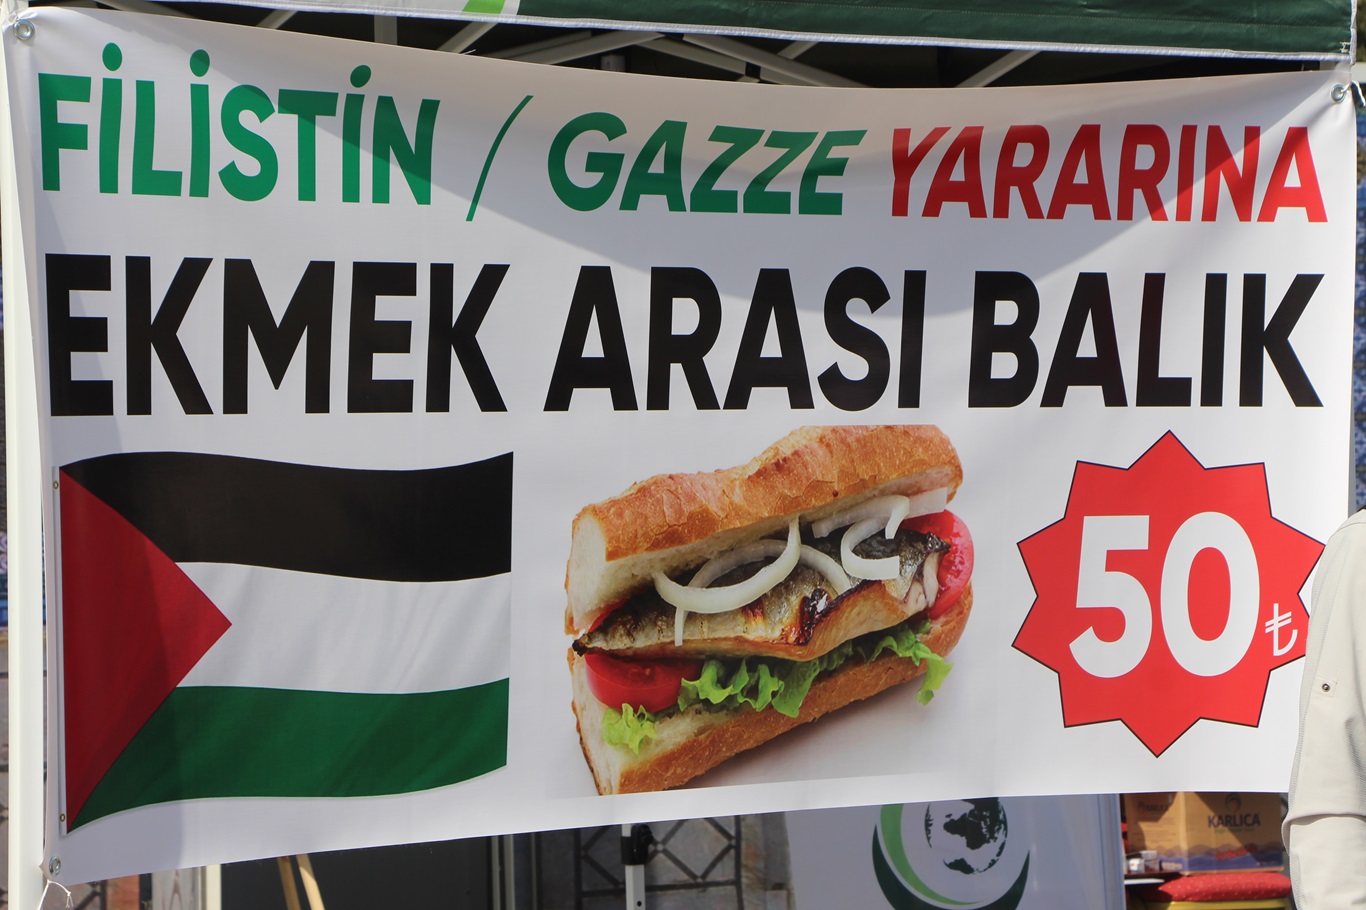 FİLİSTİN / GAZZE YARARINA
EKMEK ARASI BALIK
50 ₺
KARLICA